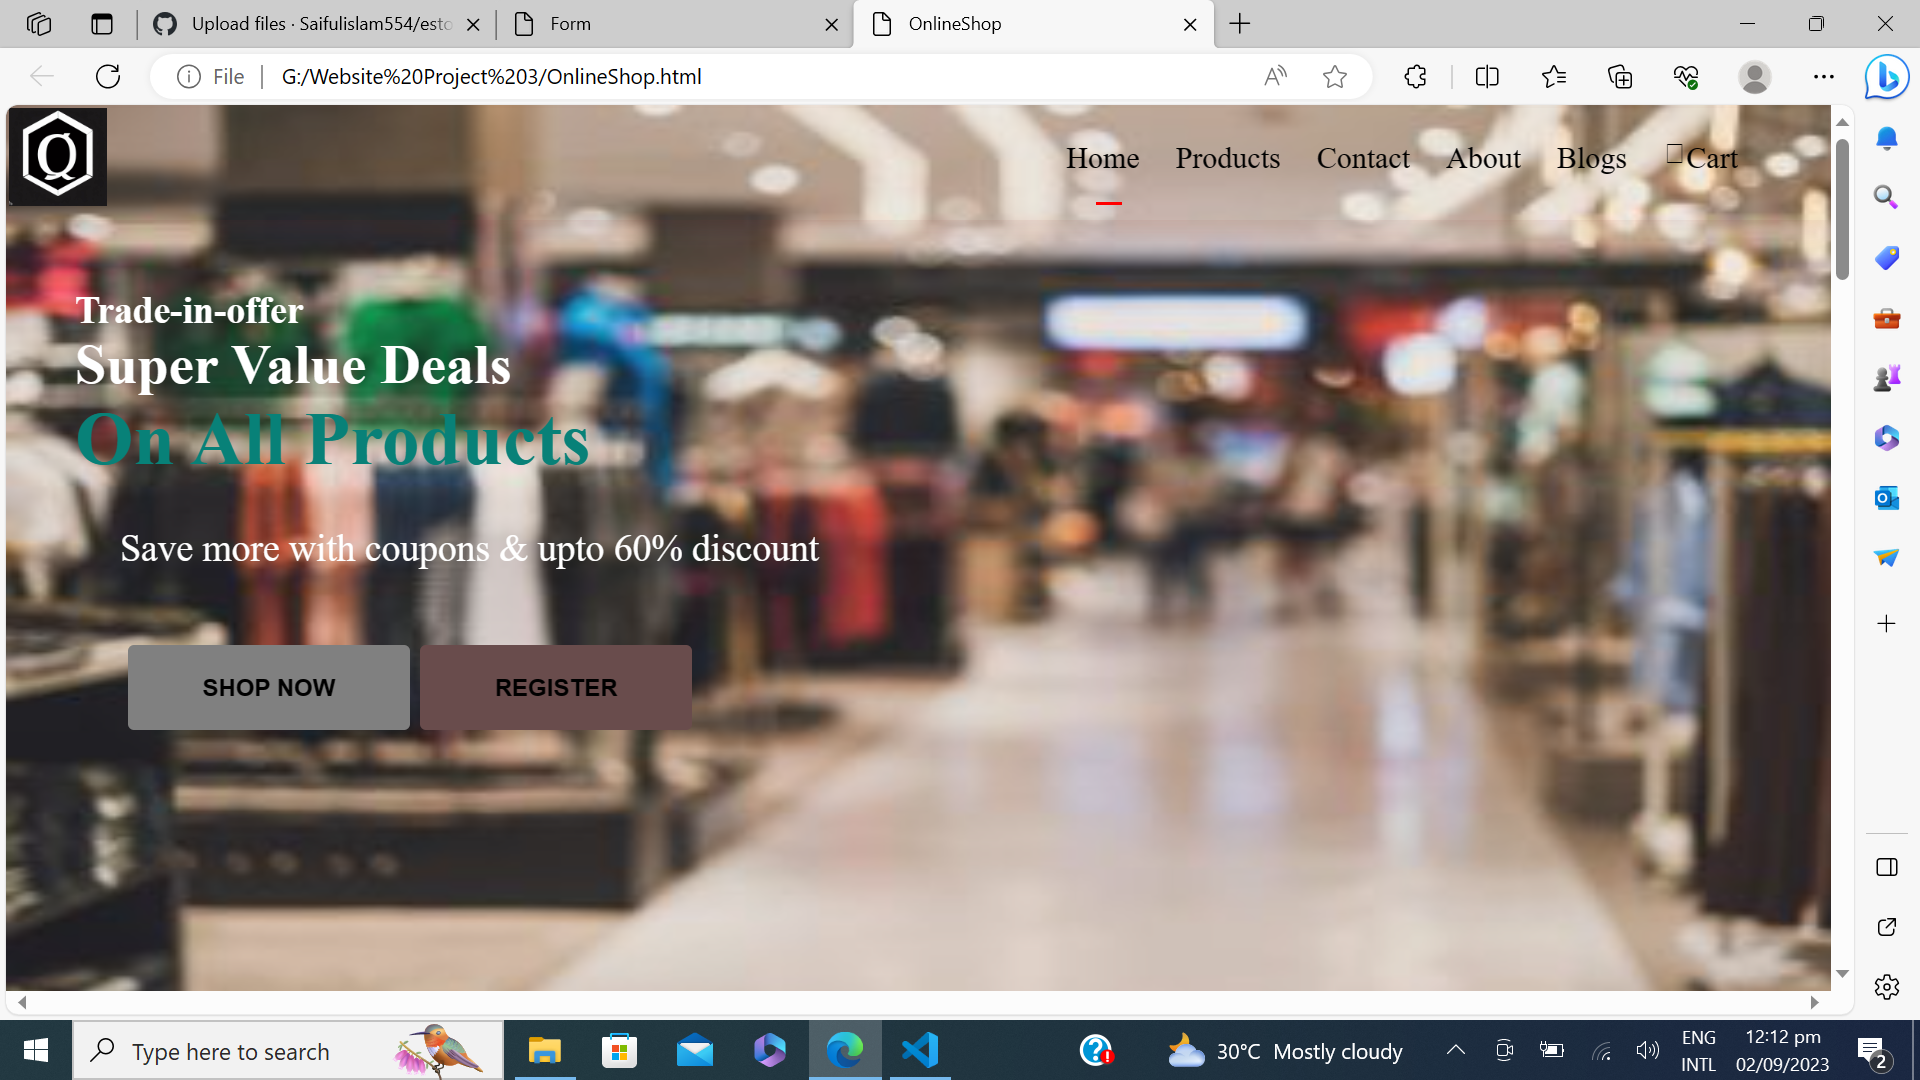 Upload files · Saifulislam554/esto
Form
OnlineShop
File
G:/Website%20Project%203/OnlineShop.html
Q
Home
Products
Contact
About
Blogs
Cart
Trade-in-offer
Super Value Deals
On All Products
Save more with coupons & upto 60% discount
SHOP NOW
REGISTER
Type here to search
30°C Mostly cloudy
ENG
INTL
12:12 pm
02/09/2023
2